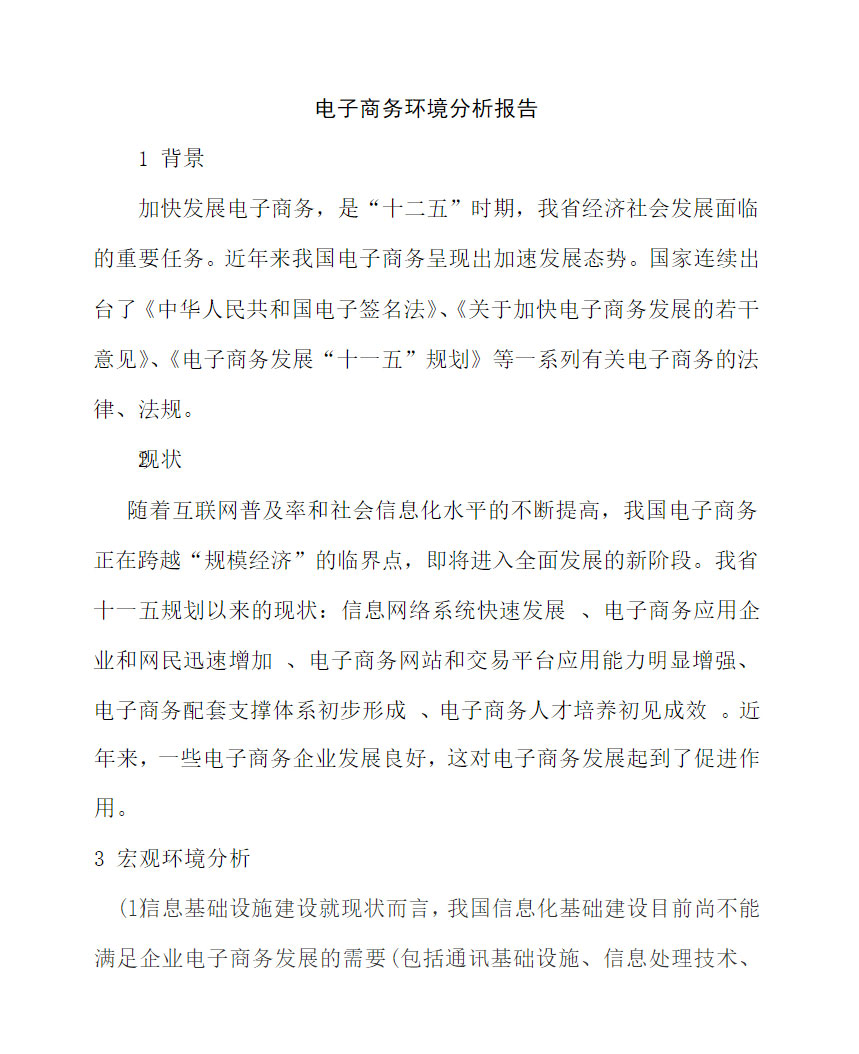 电子商务环境分析报告
1 背景
加快发展电子商务，是“十二五”时期，我省经济社会发展面临
的重要任务。近年来我国电子商务呈现出加速发展态势。国家连续出
台了《中华人民共和国电子签名法》、《关于加快电子商务发展的若干
意见》、《电子商务发展“十一五”规划》等一系列有关电子商务的法
律、法规。
2现状
随着互联网普及率和社会信息化水平的不断提高，我国电子商务
正在跨越“规模经济”的临界点，即将进入全面发展的新阶段。我省
十一五规划以来的现状：信息网络系统快速发展 、电子商务应用企
业和网民迅速增加 、电子商务网站和交易平台应用能力明显增强、
电子商务配套支撑体系初步形成 、电子商务人才培养初见成效 。近
年来，一些电子商务企业发展良好，这对电子商务发展起到了促进作
用。
3 宏观环境分析
(1)信息基础设施建设就现状而言，我国信息化基础建设目前尚不能
满足企业电子商务发展的需要(包括通讯基础设施、信息处理技术、